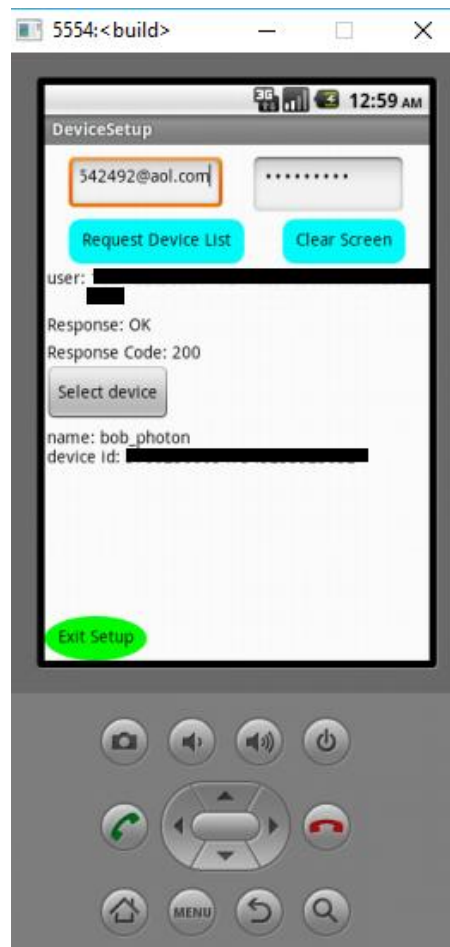 5554:<build>
3G 12:59 AM
DeviceSetup
542492@aol.com •••••••••
Request Device List Clear Screen
user:
Response: OK
Response Code: 200
Select device
name: bob_photon
device id:
Exit Setup
MENU